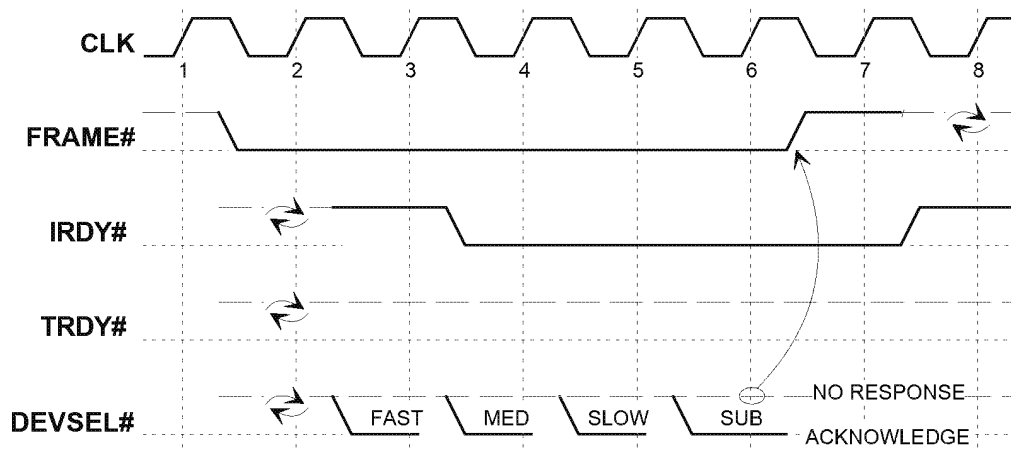 CLK
1 2 3 4 5 6 7 8
FRAME#
IRDY#
TRDY#
DEVSEL#
FAST MED SLOW SUB
NO RESPONSE
ACKNOWLEDGE